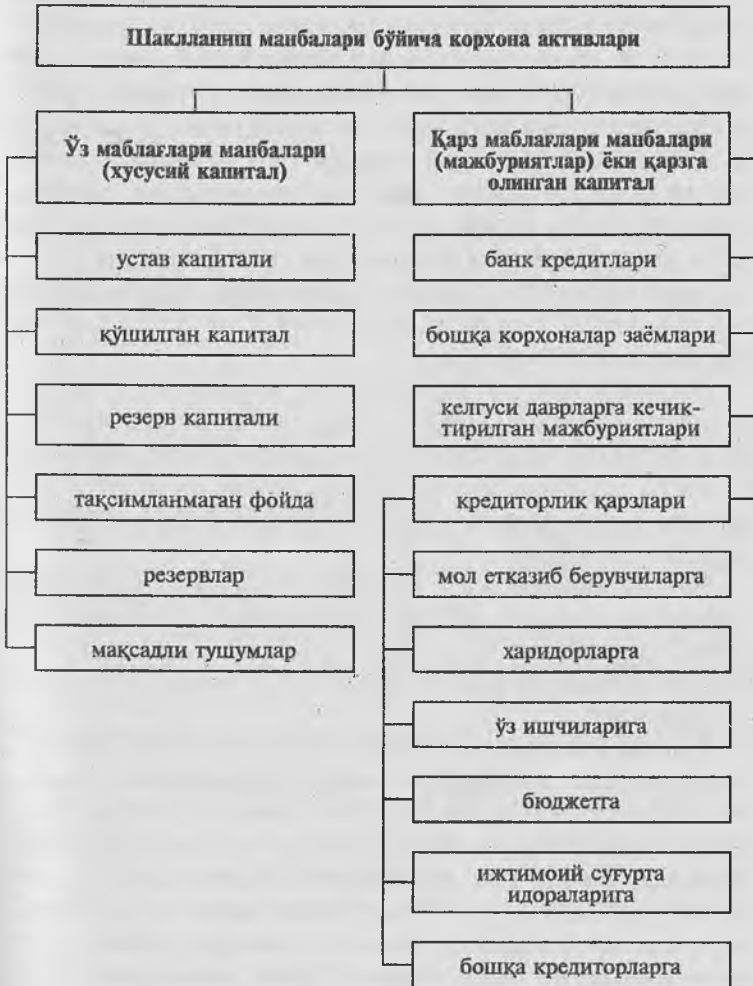 Шаклланиш манбалари бўйича корхона активлари
Ўз маблағлари манбалари
(хусусий капитал)
устав капитали
қўшилган капитал
резерв капитали
тақсимланмаган фойда
резервлар
мақсадли тушумлар
Қарз маблағлари манбалари
(мажбуриятлар) ёки қарзга
олинган капитал
банк кредитлари
бошқа корхоналар заёмлари
келгуси даврларга кечик-
тирилган мажбуриятлари
кредиторлик қарзлари
мол етказиб берувчиларга
харидорларга
ўз ишчиларига
бюджетга
ижтимоий суғурта
идораларига
бошқа кредиторларга